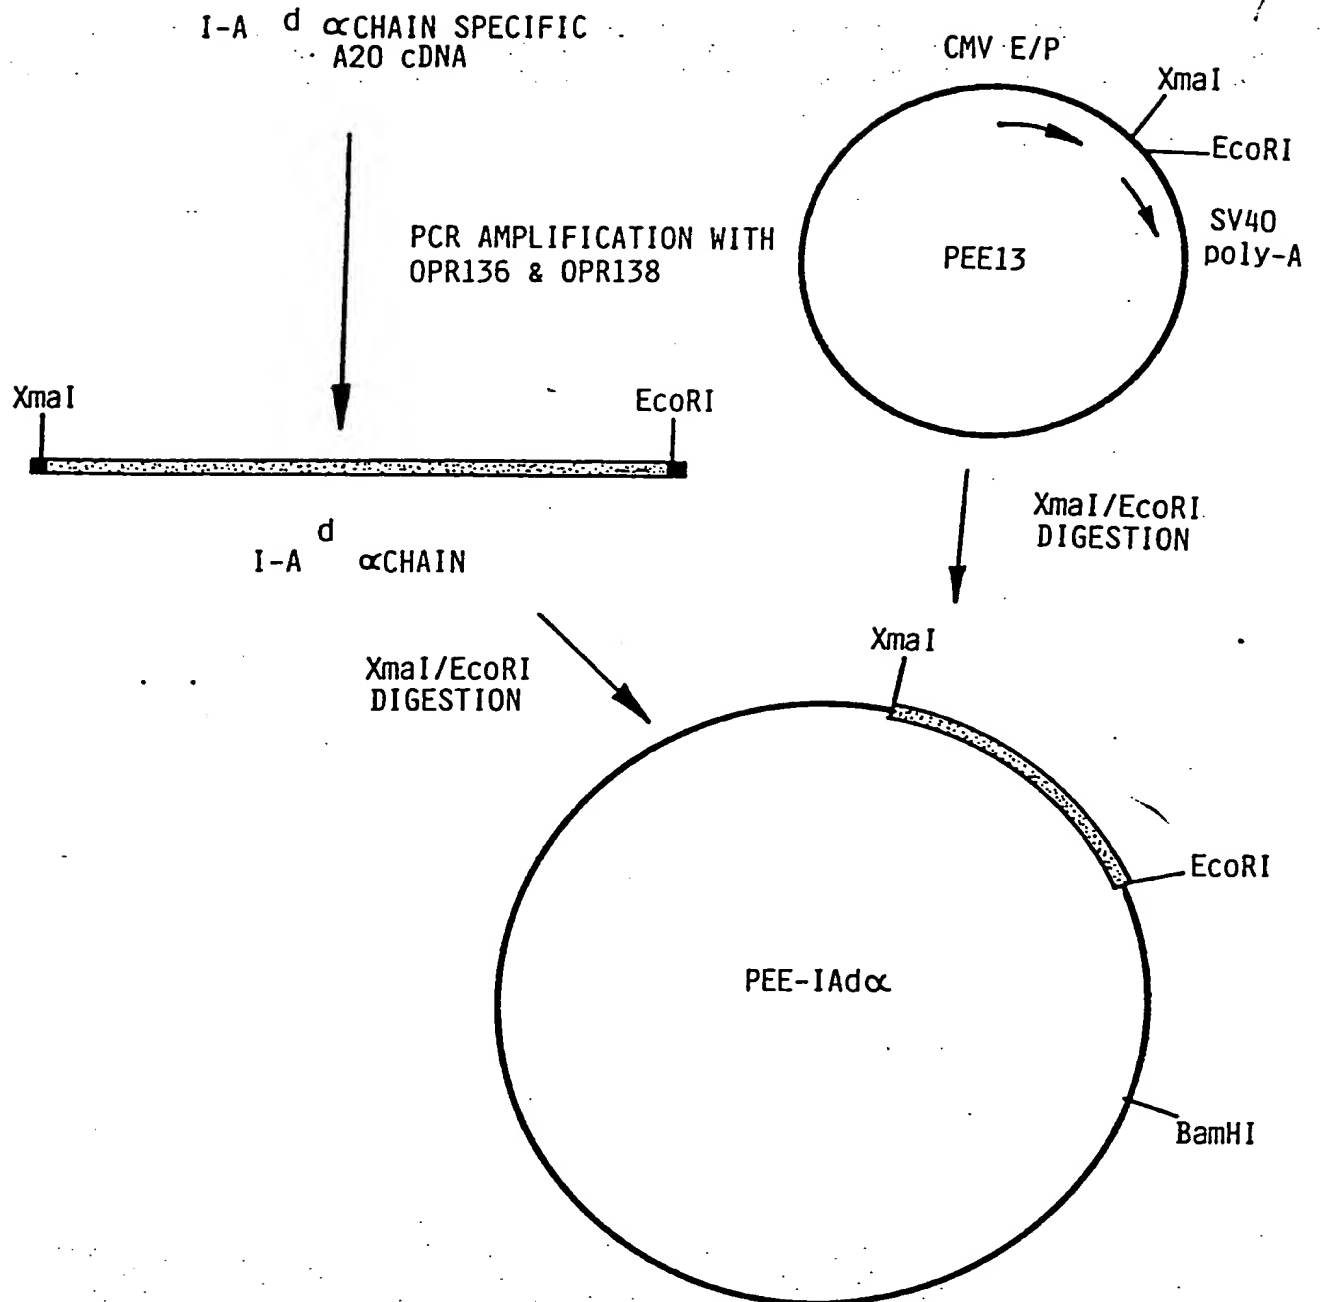 I-A d αCHAIN SPECIFIC
A20 cDNA
CMV E/P
XmaI
EcoRI
SV40
poly-A
PEE13
PCR AMPLIFICATION WITH
OPR136 & OPR138
XmaI
EcoRI
I-A d αCHAIN
XmaI/EcoRI
DIGESTION
XmaI/EcoRI
DIGESTION
XmaI
EcoRI
PEE-IAdα
BamHI